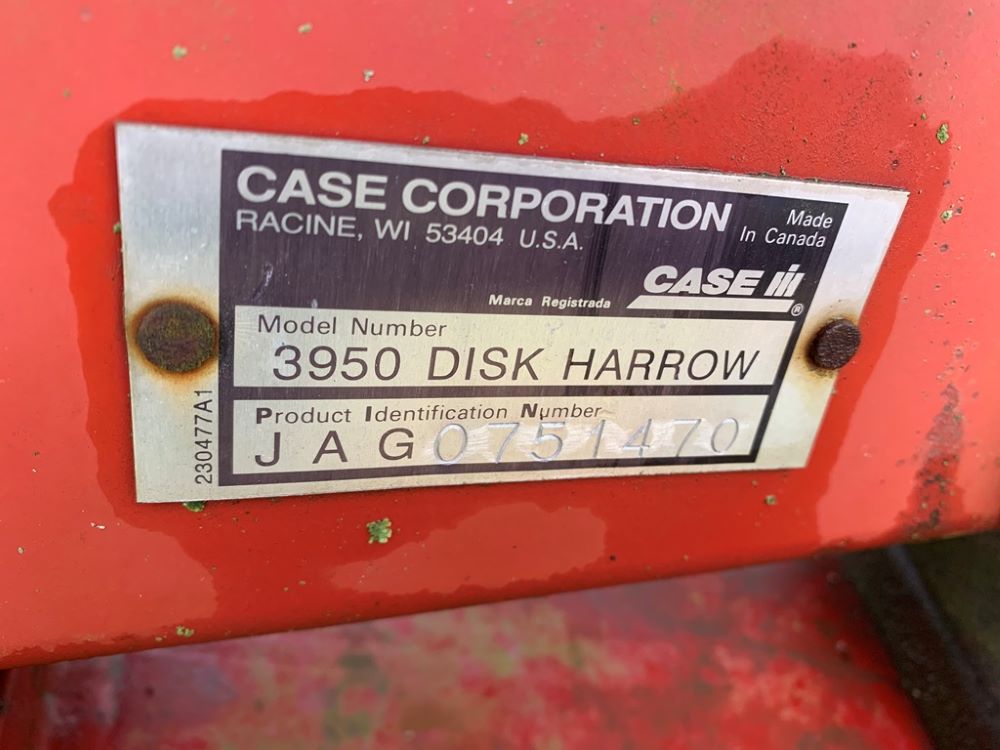 CASE CORPORATION
RACINE, WI 53404 U.S.A.
Made
In Canada
CASE IH
®
Marca Registrada
Model Number
3950 DISK HARROW
Product Identification Number
JAG0751470
230477A1